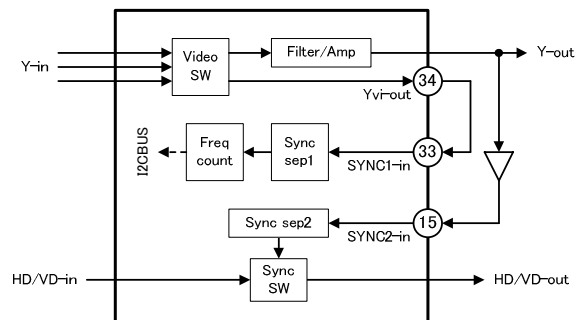 Y-in
Video
SW
Filter/Amp
Y-out
Yvi-out
34
I2CBUS
Freq
count
Sync
sep1
SYNC1-in
33
Sync sep2
SYNC2-in
15
HD/VD-in
Sync
SW
HD/VD-out